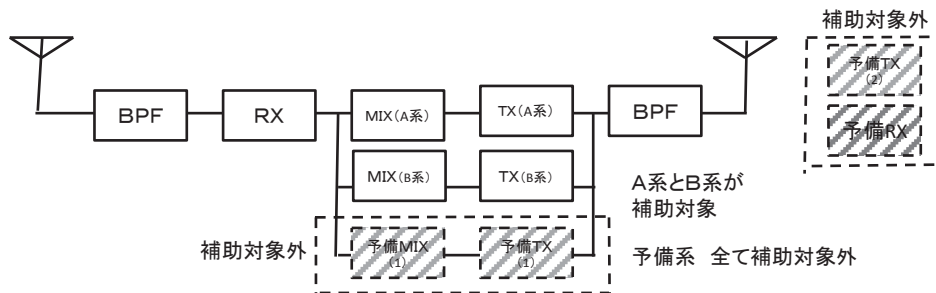 補助対象外
予備TX
(2)
予備RX
BPF
RX
MIX(A系)
TX(A系)
BPF
MIX(B系)
TX(B系)
A系とB系が
補助対象
補助対象外
予備MIX
(1)
予備TX
(1)
予備系 全て補助対象外